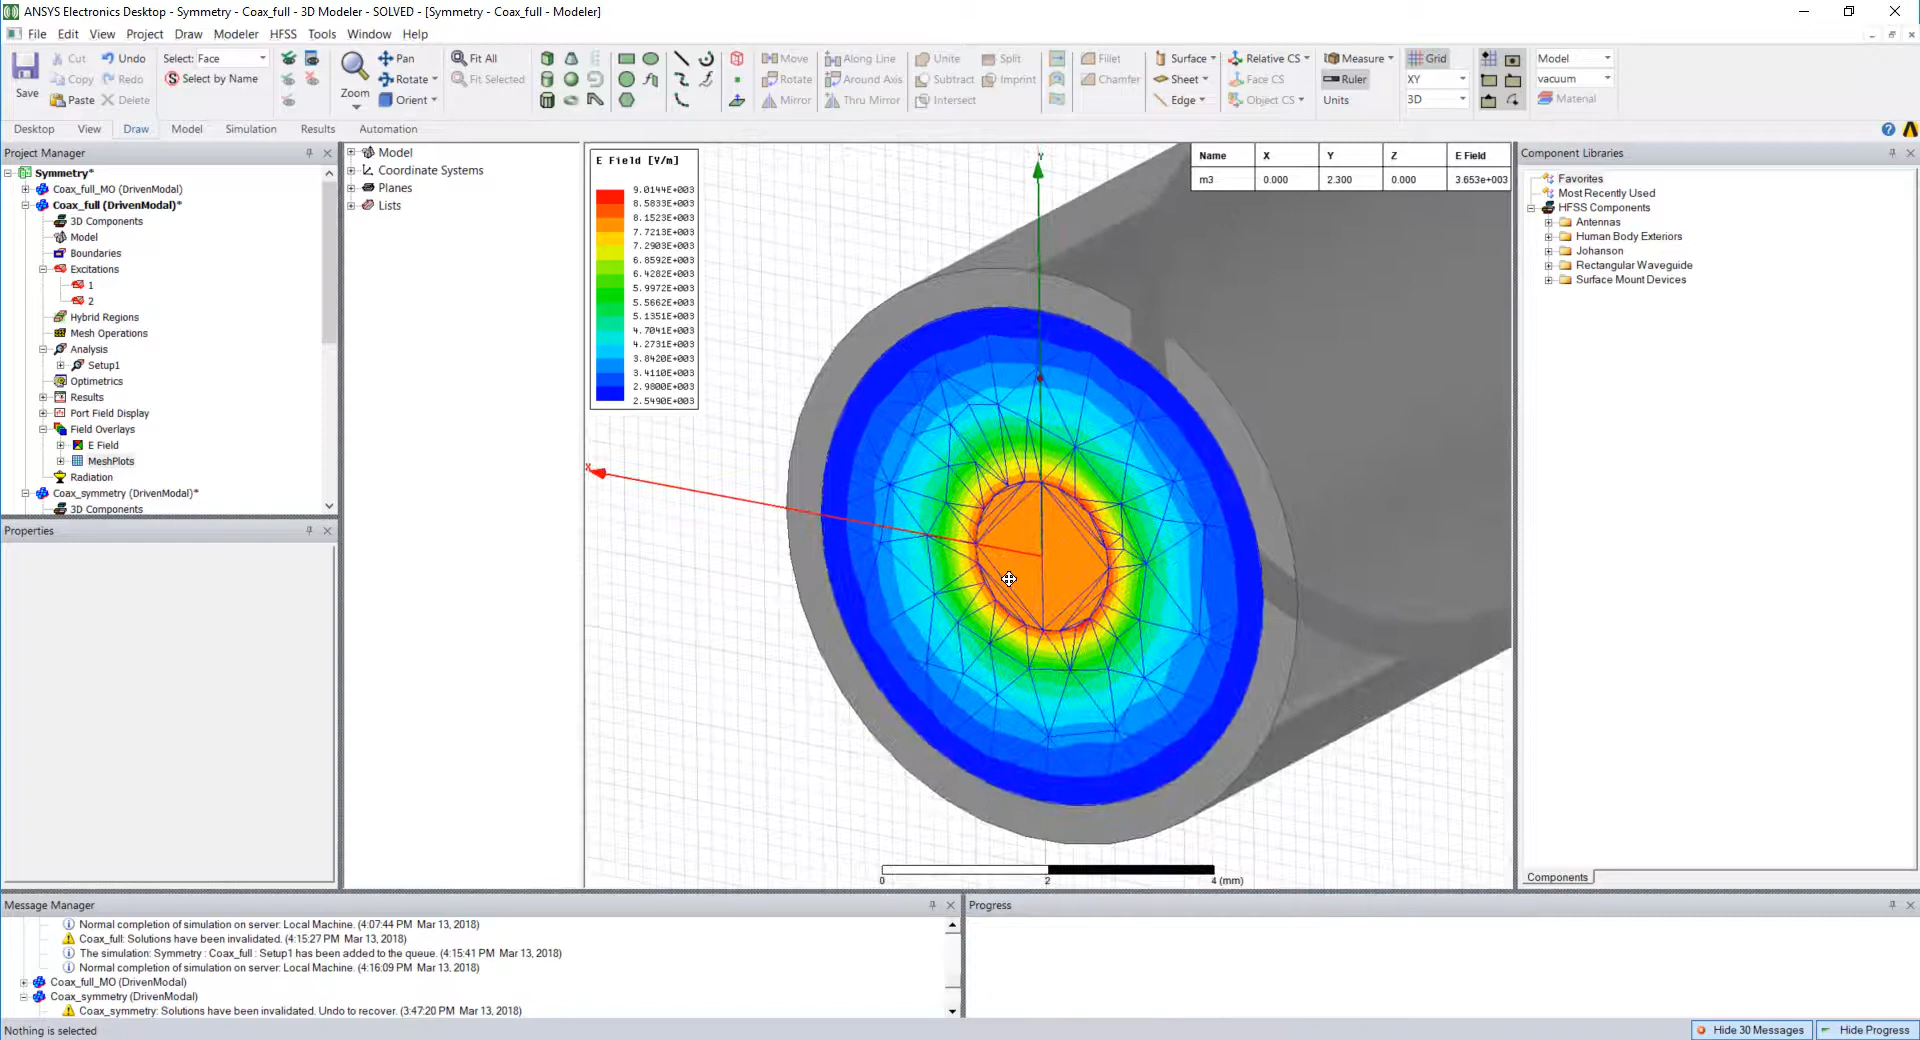 ANSYS Electronics Desktop - Symmetry - Coax_full - 3D Modeler - SOLVED - [Symmetry - Coax_full - Modeler]
File Edit View Project Draw Modeler HFSS Tools Window Help
Save
Cut
Copy
Paste
Undo
Redo
Delete
Select: Face
Select by Name
Zoom
Pan
Rotate
Orient
Fit All
Fit Selected
Move
Rotate
Mirror
Along Line
Around Axis
Thru Mirror
Unite
Subtract
Intersect
Split
Imprint
Fillet
Chamfer
Surface
Sheet
Edge
Relative CS
Face CS
Object CS
Measure
Ruler
Units
Grid
XY
3D
Model
vacuum
Material
Desktop View Draw Model Simulation Results Automation
Project Manager
Symmetry*
Coax_full_MO (DrivenModal)
Coax_full (DrivenModal)*
3D Components
Model
Boundaries
Excitations
1
2
Hybrid Regions
Mesh Operations
Analysis
Setup1
Optimetrics
Results
Port Field Display
Field Overlays
E Field
MeshPlots
Radiation
Coax_symmetry (DrivenModal)*
3D Components
Properties
Model
Coordinate Systems
Planes
Lists
E Field [V/m]
9.0144E+003
8.5833E+003
8.1523E+003
7.7213E+003
7.2903E+003
6.8592E+003
6.4282E+003
5.9972E+003
5.5662E+003
5.1351E+003
4.7041E+003
4.2731E+003
3.8420E+003
3.4110E+003
2.9800E+003
2.5490E+003
Y
X
Name X Y Z E Field
m3 0.000 2.300 0.000 3.653e+003
0 2 4 (mm)
Component Libraries
Favorites
Most Recently Used
HFSS Components
Antennas
Human Body Exteriors
Johanson
Rectangular Waveguide
Surface Mount Devices
Components
Message Manager
Normal completion of simulation on server: Local Machine. (4:07:44 PM Mar 13, 2018)
Coax_full: Solutions have been invalidated. (4:15:27 PM Mar 13, 2018)
The simulation: Symmetry : Coax_full : Setup1 has been added to the queue. (4:15:41 PM Mar 13, 2018)
Normal completion of simulation on server: Local Machine. (4:16:09 PM Mar 13, 2018)
Coax_full_MO (DrivenModal)
Coax_symmetry (DrivenModal)
Coax_symmetry: Solutions have been invalidated. Undo to recover. (3:47:20 PM Mar 13, 2018)
Progress
Nothing is selected
Hide 30 Messages
Hide Progress